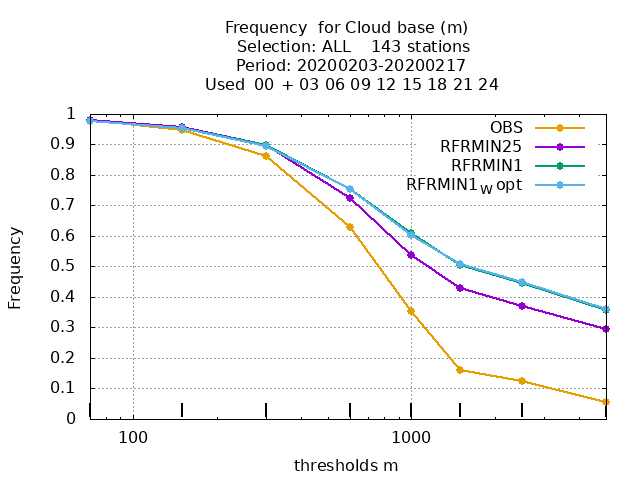 Frequency  for Cloud base (m)
Selection: ALL    143 stations
Period: 20200203-20200217
Used  00  + 03 06 09 12 15 18 21 24
1
0.9
0.8
0.7
0.6
0.5
0.4
0.3
0.2
0.1
0
Frequency
OBS
RFRMIN25
RFRMIN1
RFRMIN1w opt
100
1000
thresholds m